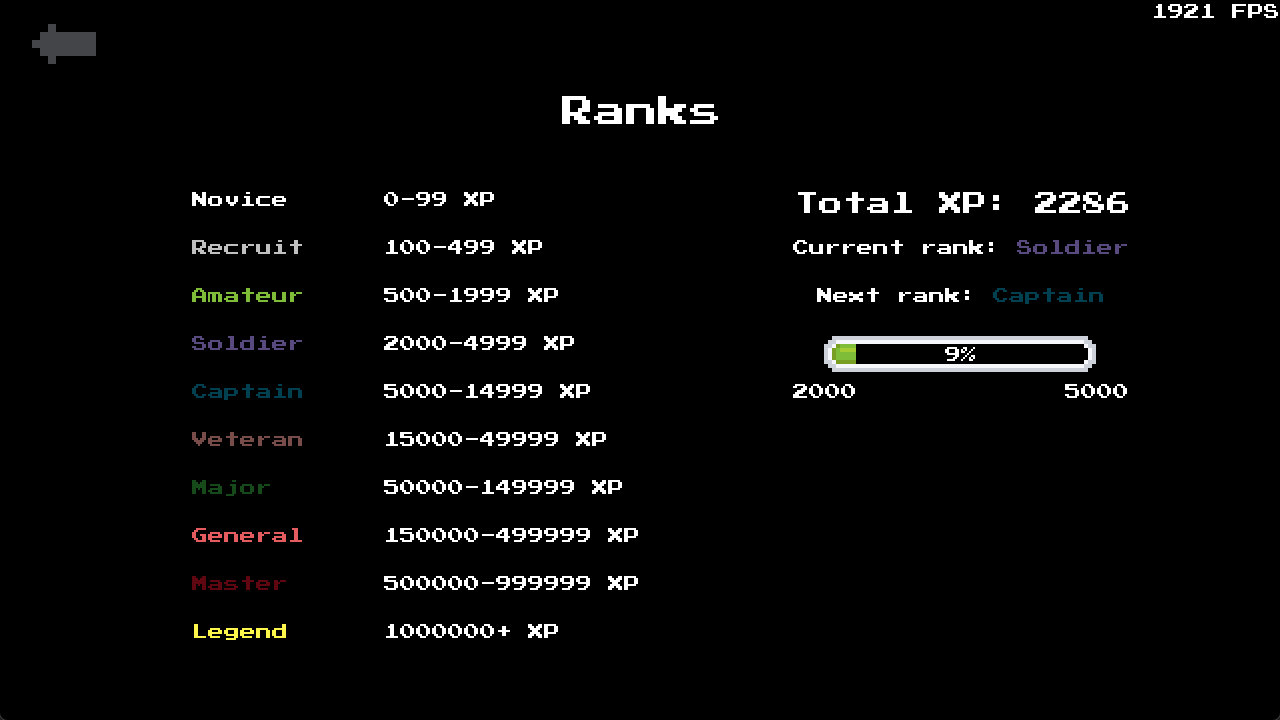 1921 FPS
Ranks
Novice 0-99 XP
Recruit 100-499 XP
Amateur 500-1999 XP
Soldier 2000-4999 XP
Captain 5000-14999 XP
Veteran 15000-49999 XP
Major 50000-149999 XP
General 150000-499999 XP
Master 500000-999999 XP
Legend 1000000+ XP
Total XP: 2286
Current rank: Soldier
Next rank: Captain
9%
2000 5000